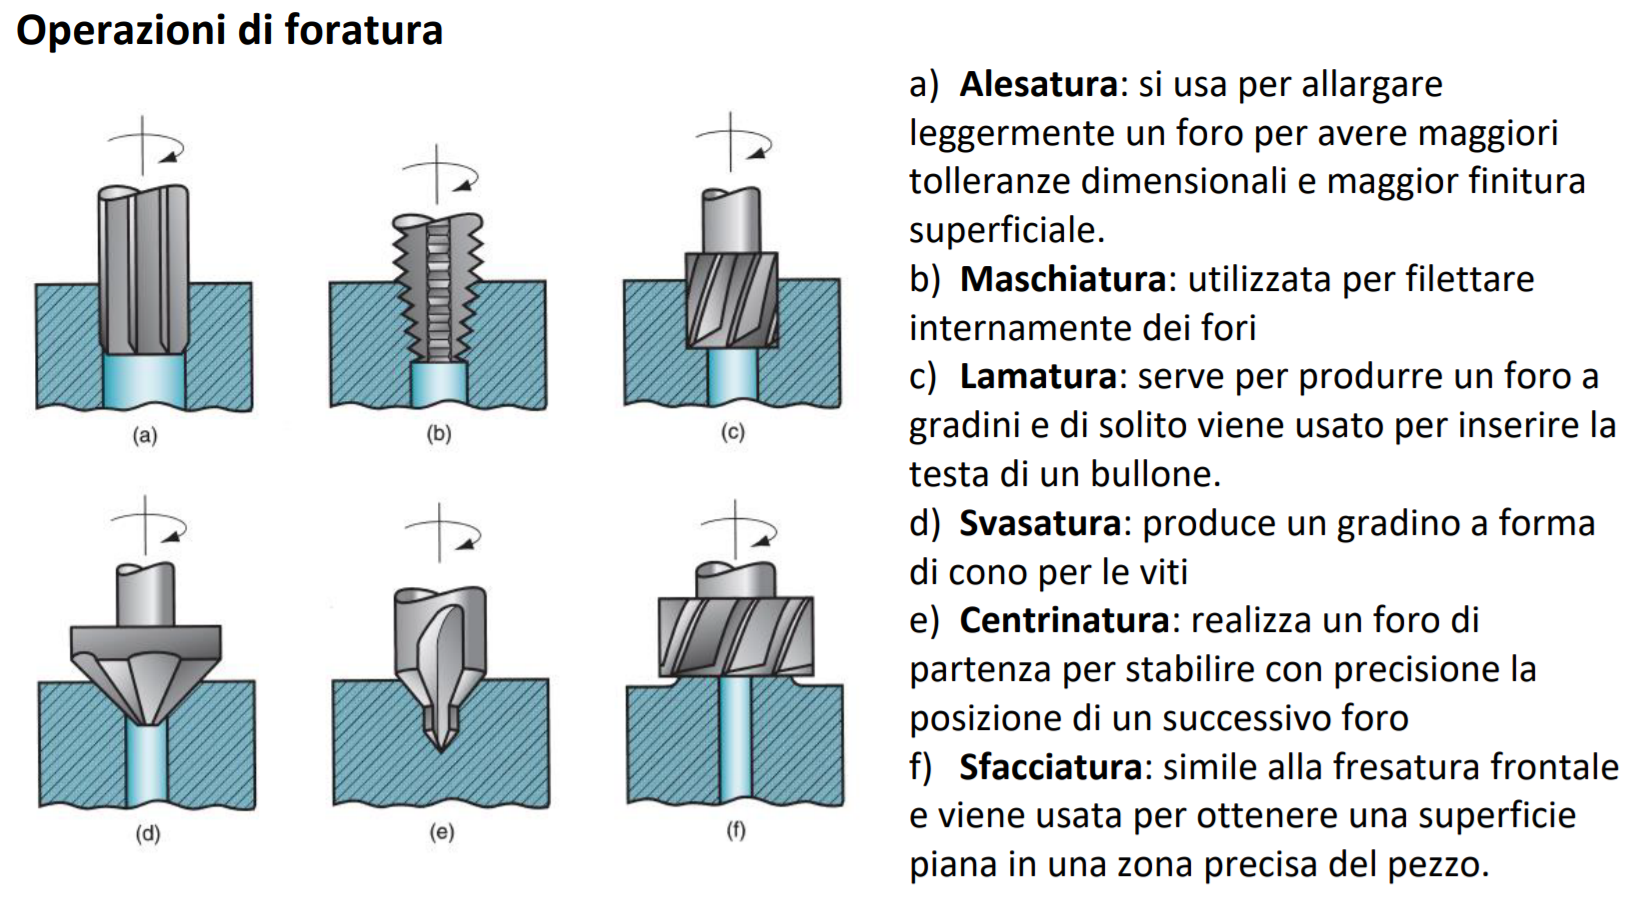 Operazioni di foratura
(a)
(b)
(c)
(d)
(e)
(f)
a) Alesatura: si usa per allargare
leggermente un foro per avere maggiori
tolleranze dimensionali e maggior finitura
superficiale.
b) Maschiatura: utilizzata per filettare
internamente dei fori
c) Lamatura: serve per produrre un foro a
gradini e di solito viene usato per inserire la
testa di un bullone.
d) Svasatura: produce un gradino a forma
di cono per le viti
e) Centrinatura: realizza un foro di
partenza per stabilire con precisione la
posizione di un successivo foro
f) Sfacciatura: simile alla fresatura frontale
e viene usata per ottenere una superficie
piana in una zona precisa del pezzo.